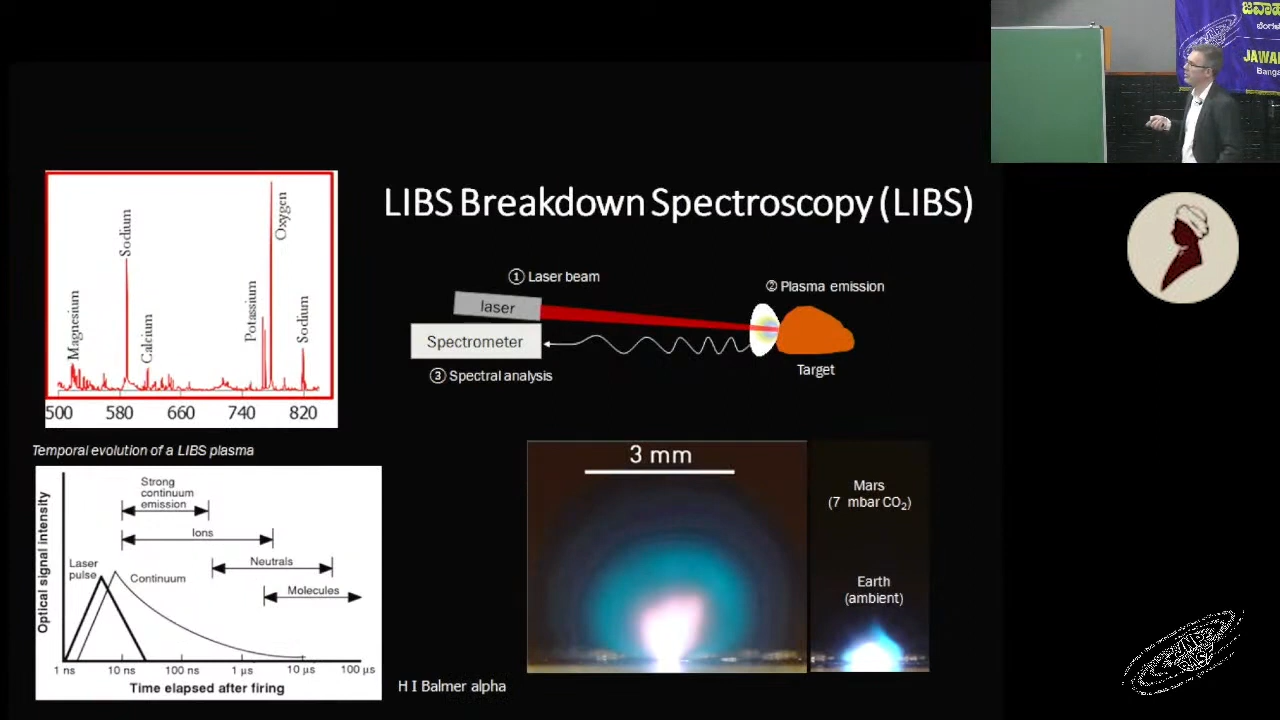 LIBS Breakdown Spectroscopy (LIBS)
Magnesium
Sodium
Calcium
Potassium
Oxygen
Sodium
500 580 660 740 820
① Laser beam
laser
② Plasma emission
Spectrometer
③ Spectral analysis
Target
Temporal evolution of a LIBS plasma
Optical signal intensity
Strong
continuum
emission
Ions
Neutrals
Molecules
Laser
pulse
Continuum
1 ns 10 ns 100 ns 1 µs 10 µs 100 µs
Time elapsed after firing
3 mm
Mars
(7 mbar CO₂)
Earth
(ambient)
H I Balmer alpha
JAWAH
Banga